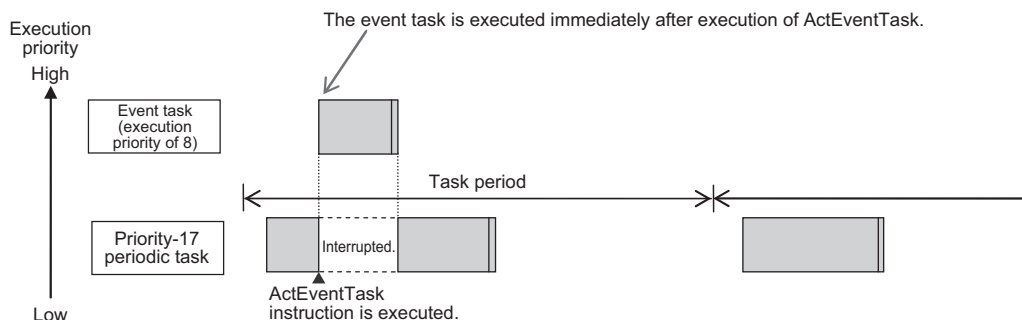 The event task is executed immediately after execution of ActEventTask.
Execution
priority
High
Event task
(execution
priority of 8)
Task period
Priority-17
periodic task
Interrupted.
ActEventTask
instruction is executed.
Low